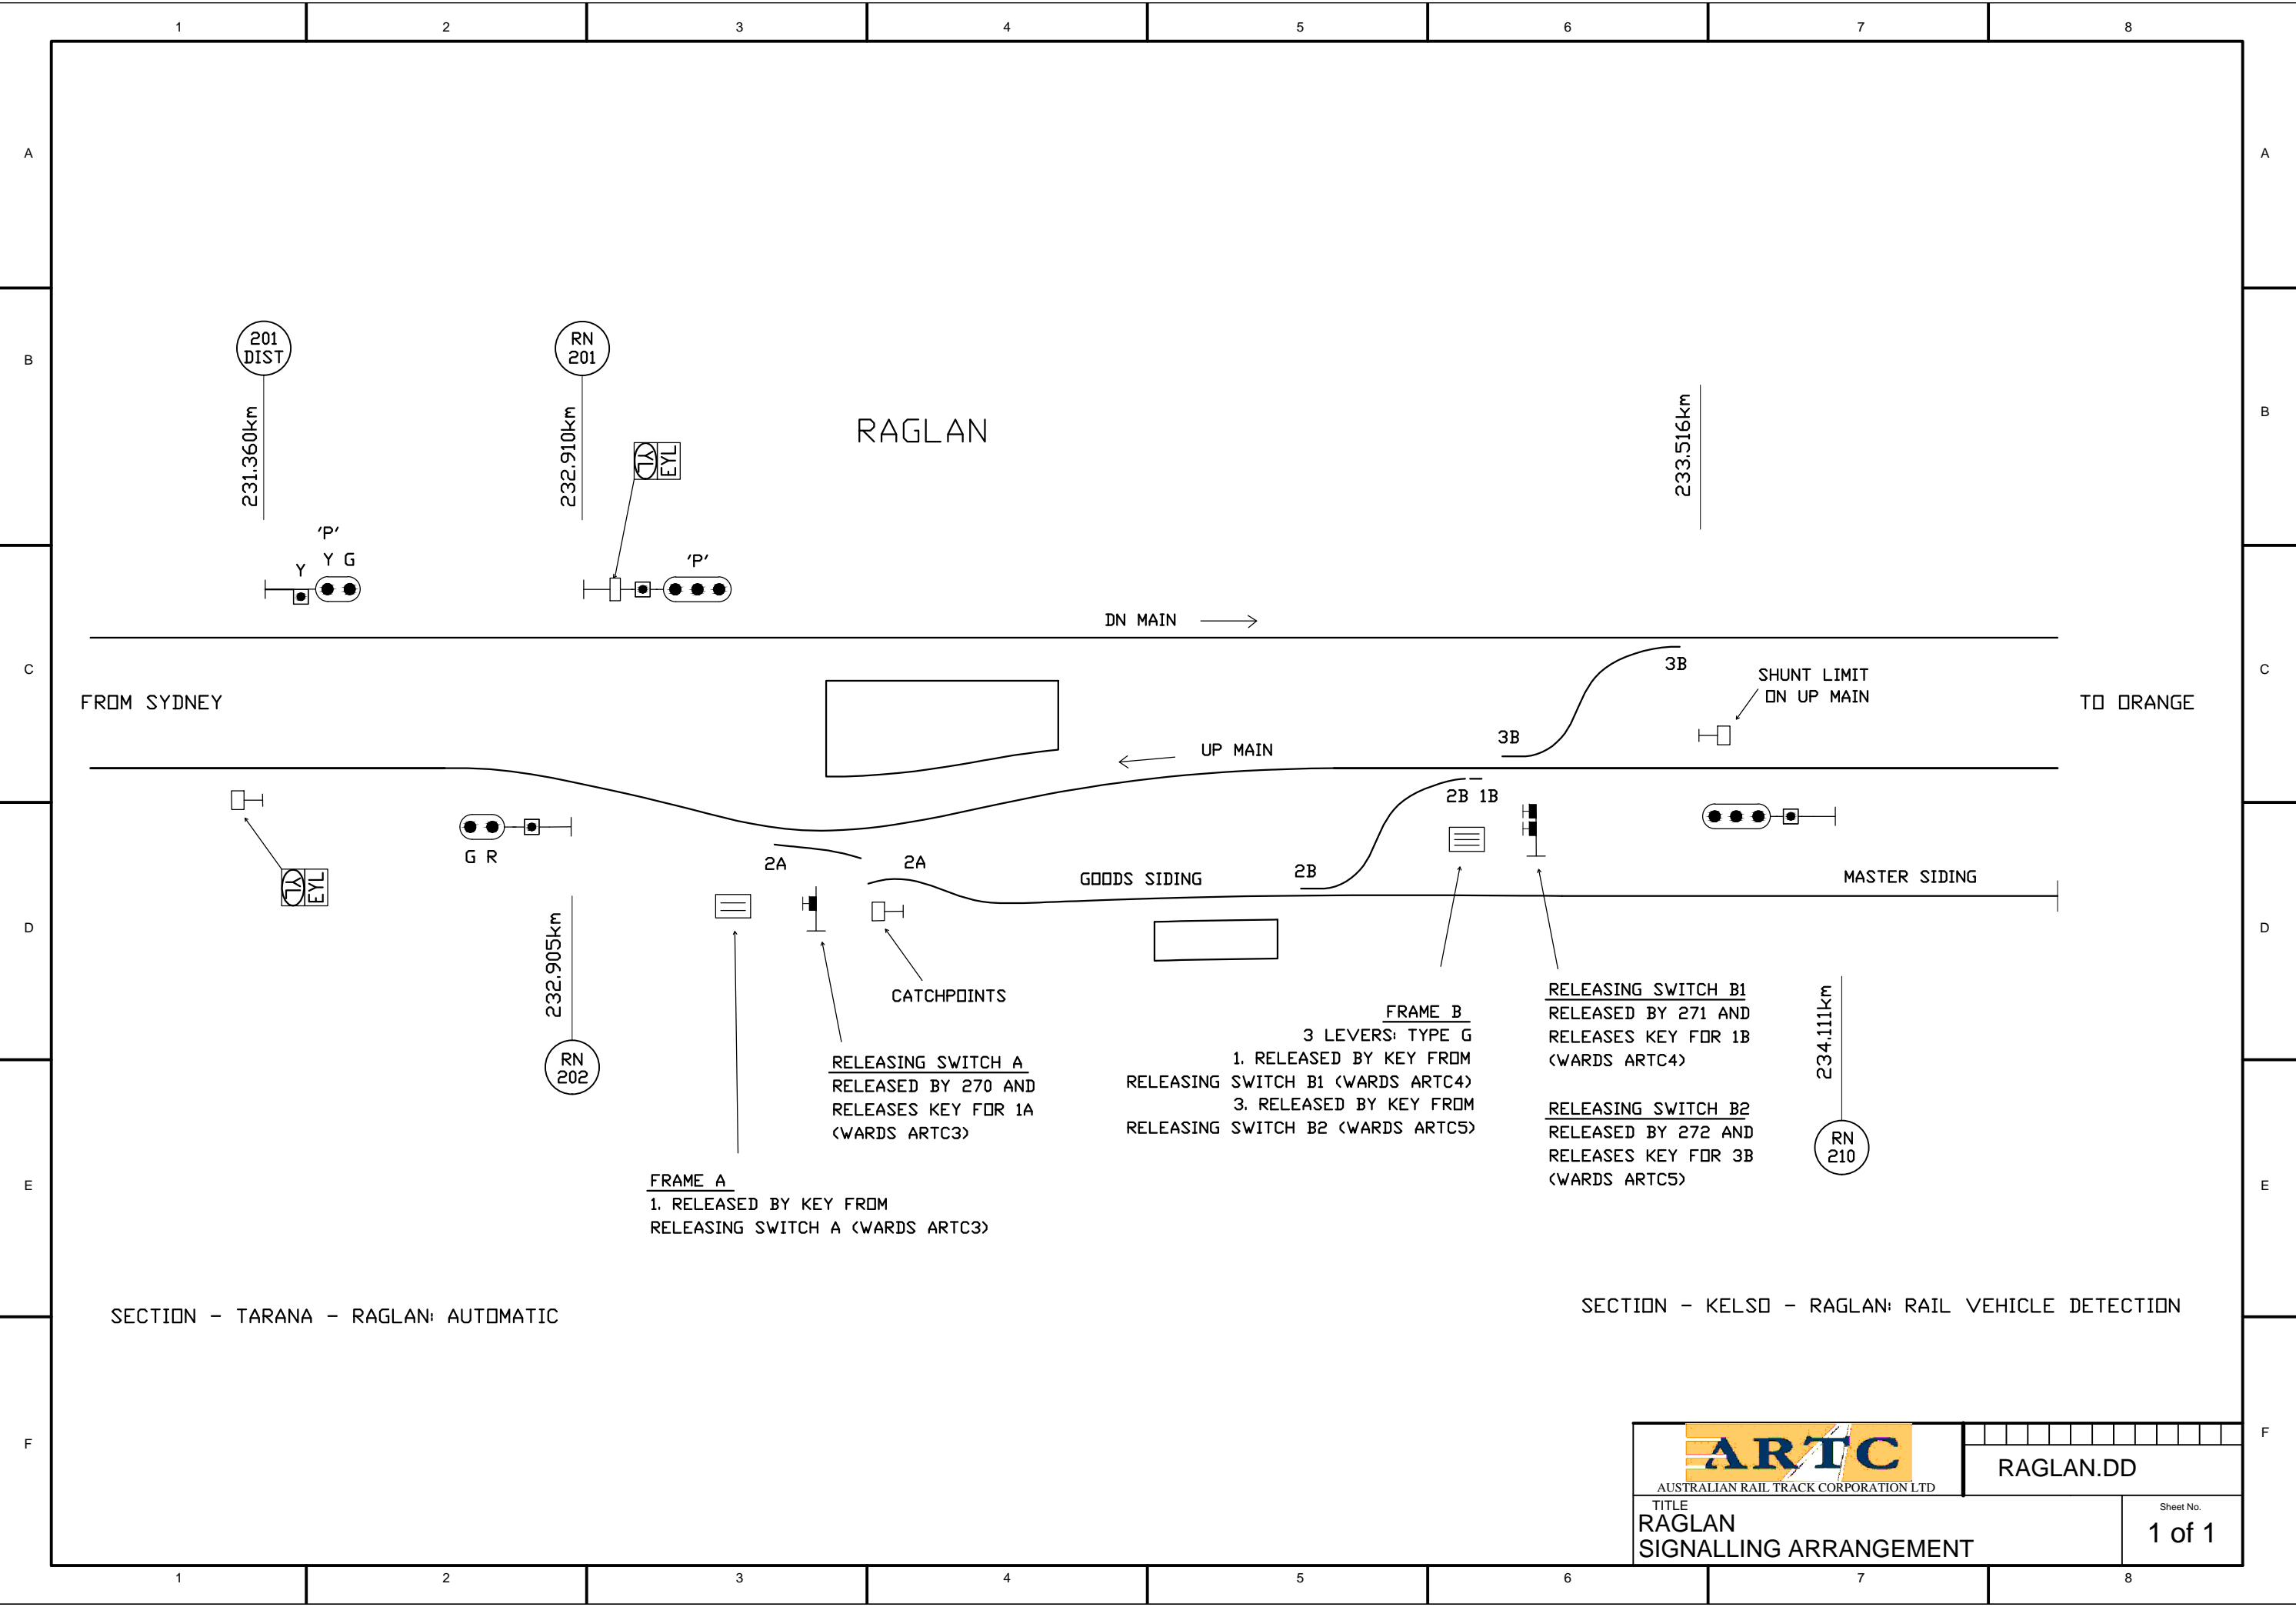 1 2 3 4 5 6 7 8
A A
B B
C C
D D
E E
F F
201
DIST
231.360km
RN
201
232.910km
YL EYL
RAGLAN
233.516km
'P'
Y Y G
'P'
DN MAIN
3B
SHUNT LIMIT
ON UP MAIN
FROM SYDNEY
TO ORANGE
3B
UP MAIN
2B 1B
G R
2A
2A
2B
GOODS SIDING
MASTER SIDING
YL EYL
232.905km
RN
202
CATCHPOINTS
RELEASING SWITCH A
RELEASED BY 270 AND
RELEASES KEY FOR 1A
(WARDS ARTC3)
FRAME A
1. RELEASED BY KEY FROM
RELEASING SWITCH A (WARDS ARTC3)
FRAME B
3 LEVERS: TYPE G
1. RELEASED BY KEY FROM
RELEASING SWITCH B1 (WARDS ARTC4)
3. RELEASED BY KEY FROM
RELEASING SWITCH B2 (WARDS ARTC5)
RELEASING SWITCH B1
RELEASED BY 271 AND
RELEASES KEY FOR 1B
(WARDS ARTC4)
RELEASING SWITCH B2
RELEASED BY 272 AND
RELEASES KEY FOR 3B
(WARDS ARTC5)
234.111km
RN
210
SECTION - TARANA - RAGLAN: AUTOMATIC
SECTION - KELSO - RAGLAN: RAIL VEHICLE DETECTION
ARTC
AUSTRALIAN RAIL TRACK CORPORATION LTD
RAGLAN.DD
TITLE
RAGLAN
SIGNALLING ARRANGEMENT
Sheet No.
1 of 1
1 2 3 4 5 6 7 8